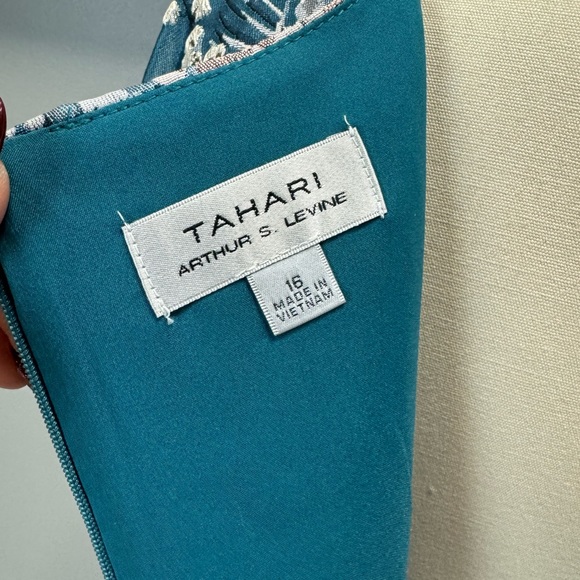 TAHARI
ARTHUR S. LEVINE
16
MADE IN
VIETNAM